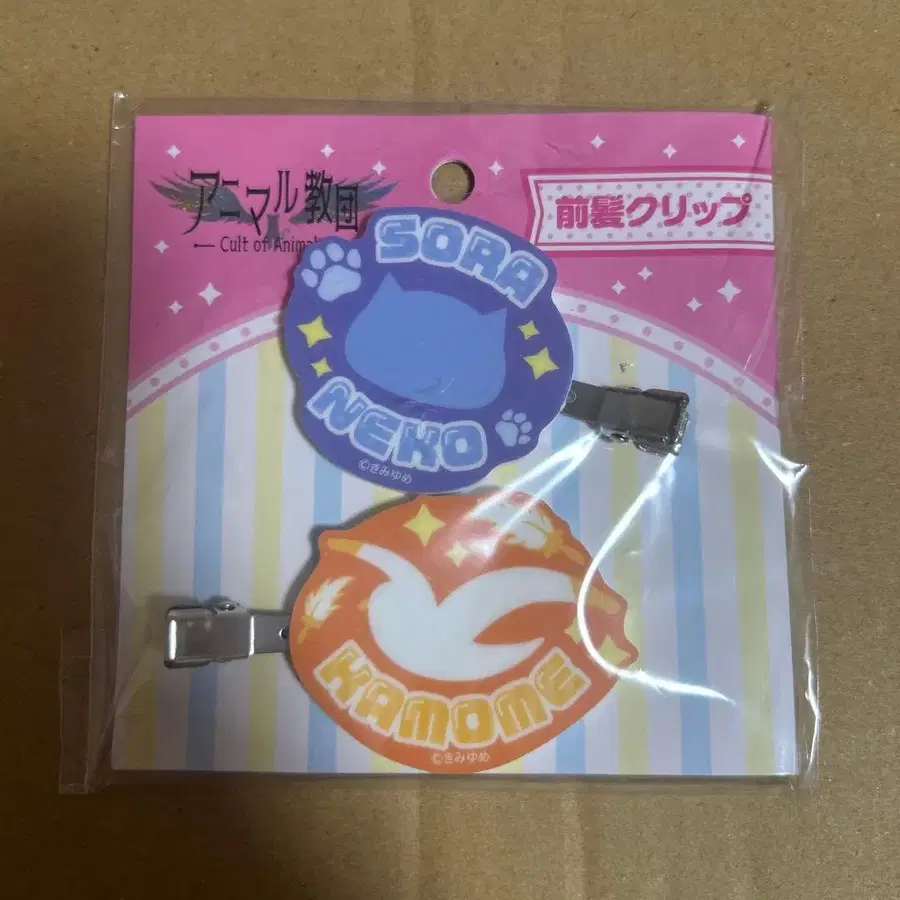 アニマル教団
— Cult of Animal
前髪クリップ
SORA
NEKO
©きみゆめ
KAMOME
©きみゆめ